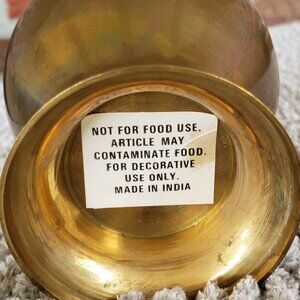 NOT FOR FOOD USE.
ARTICLE MAY
CONTAMINATE FOOD.
FOR DECORATIVE
USE ONLY.
MADE IN INDIA